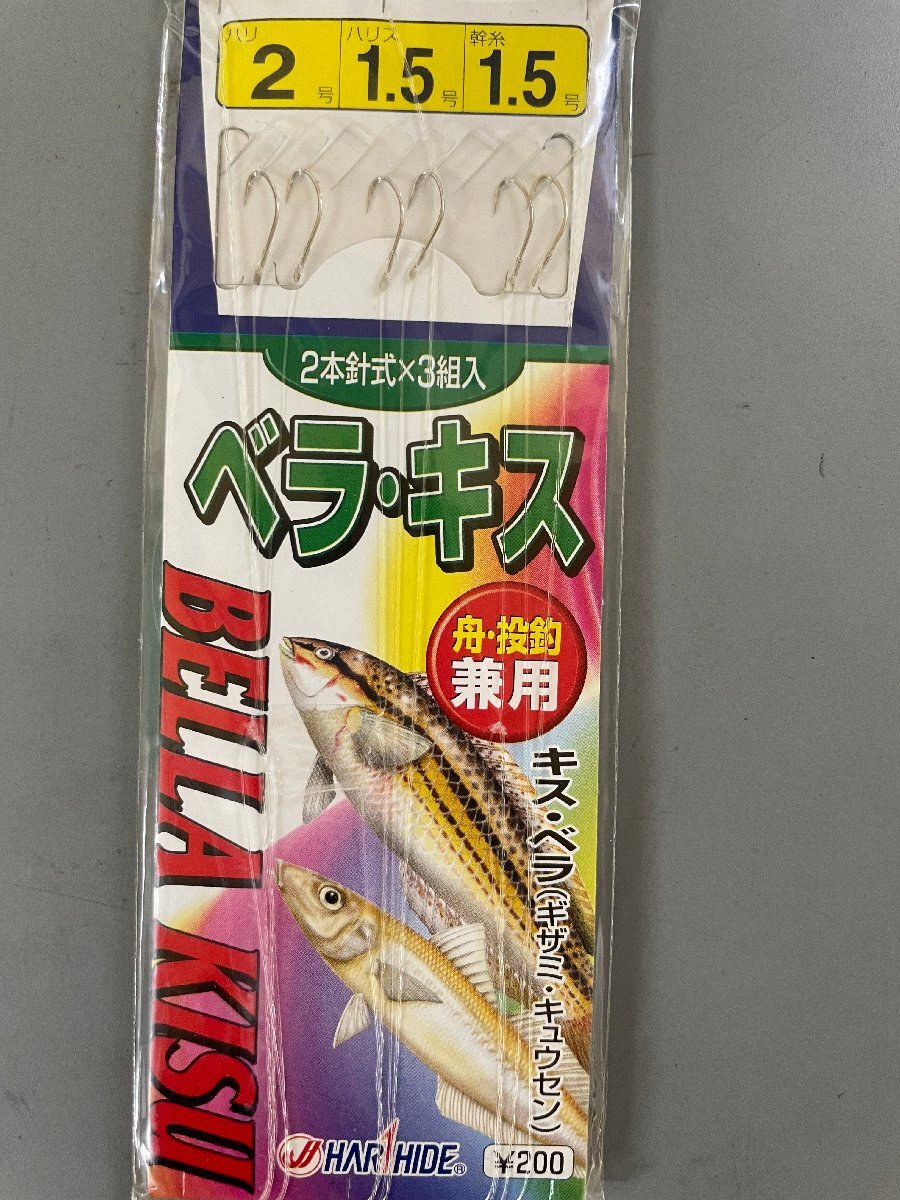 ハリ 2号
ハリス 1.5号
幹糸 1.5号
2本針式×3組入
ベラ・キス
BELLA KISU
舟・投釣
兼用
キス・ベラ(ギザミ・キュウセン)
HARIHIDE®
¥200